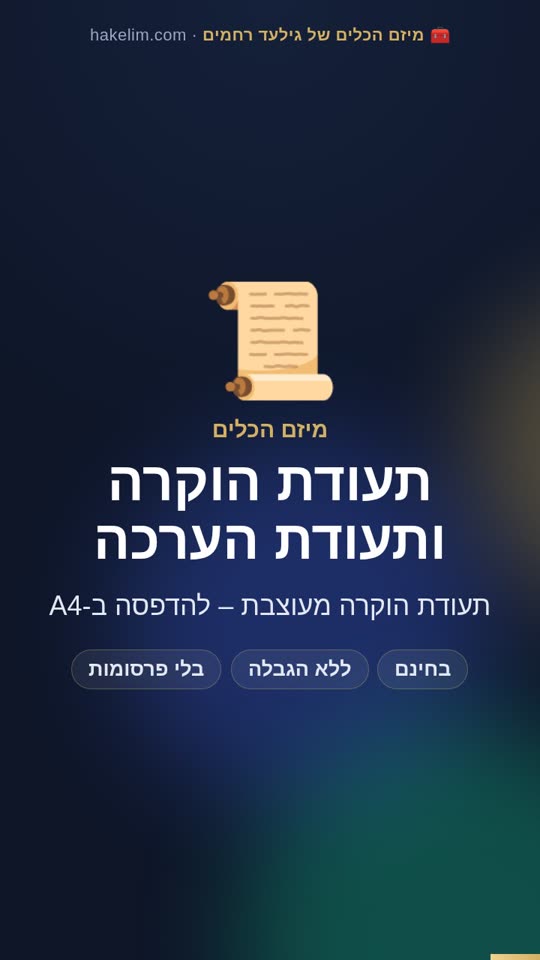 🧰 מיזם הכלים של גילעד רחמים · hakelim.com
מיזם הכלים
תעודת הוקרה
ותעודת הערכה
תעודת הוקרה מעוצבת – להדפסה ב-A4
בחינם
ללא הגבלה
בלי פרסומות